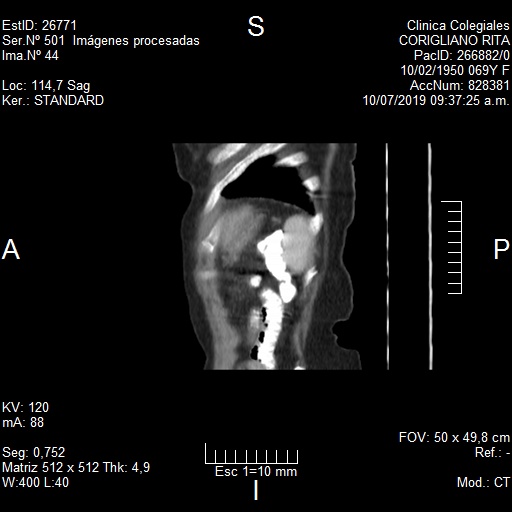 EstID: 26771
Ser.Nº 501 Imágenes procesadas
Ima.Nº 44
Loc: 114,7 Sag
Ker.: STANDARD
S
Clinica Colegiales
CORIGLIANO RITA
PacID: 266882/0
10/02/1950 069Y F
AccNum: 828381
10/07/2019 09:37:25 a.m.
A
P
KV: 120
mA: 88
Seg: 0,752
Matriz 512 x 512 Thk: 4,9
W:400 L:40
Esc 1=10 mm
I
FOV: 50 x 49,8 cm
Ref.: -
Mod.: CT